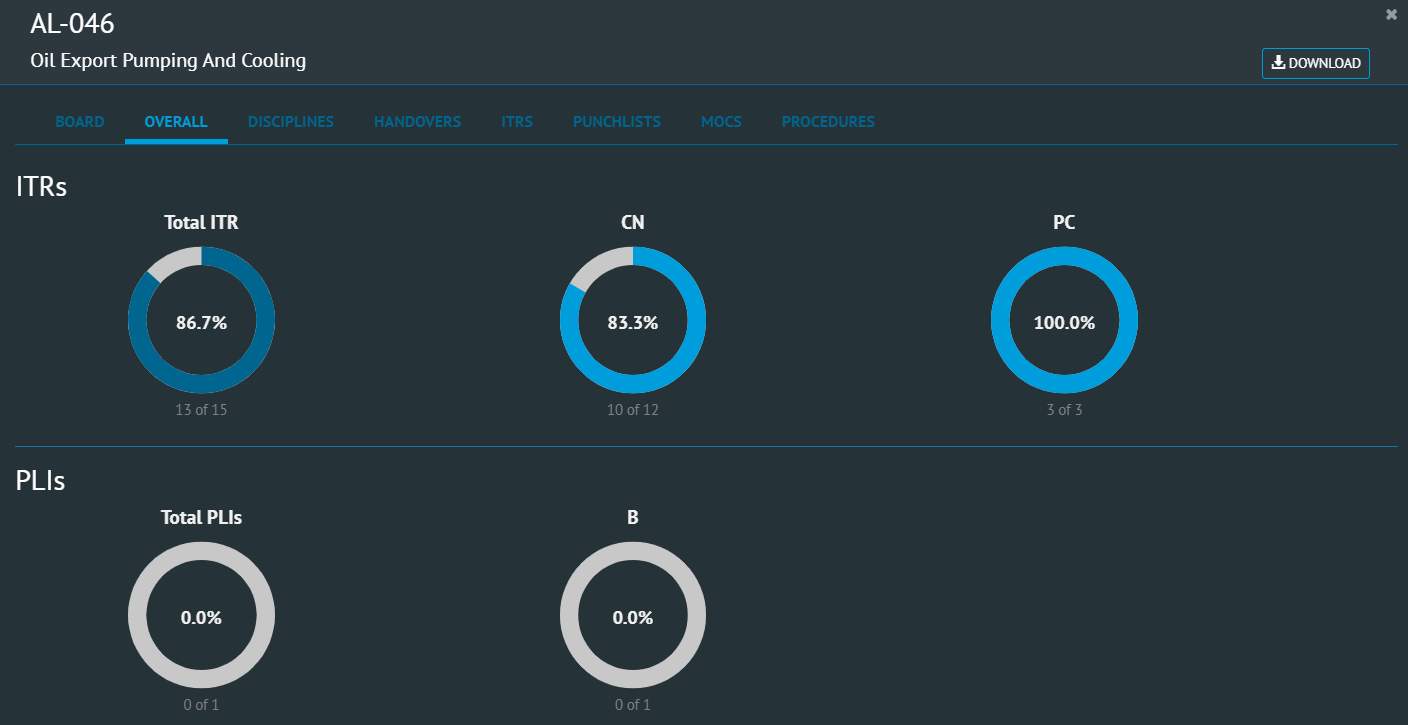 AL-046
Oil Export Pumping And Cooling
DOWNLOAD
BOARD OVERALL DISCIPLINES HANDOVERS ITRS PUNCHLISTS MOCS PROCEDURES
ITRs
Total ITR CN PC
86.7% 83.3% 100.0%
13 of 15 10 of 12 3 of 3
PLIs
Total PLIs B
0.0% 0.0%
0 of 1 0 of 1